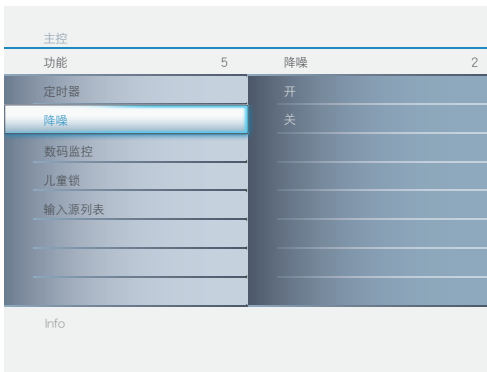 主控
功能 5 降噪 2
定时器 开
降噪 关
数码监控
儿童锁
输入源列表
Info